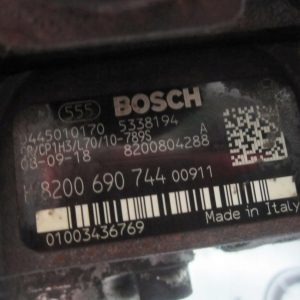 555 BOSCH
0445010170 5338194
CR/CP1H3/L70/10-789S A
08-09-18 8200804288
H 8200 690 744 00911
Made in Italy
01003436769